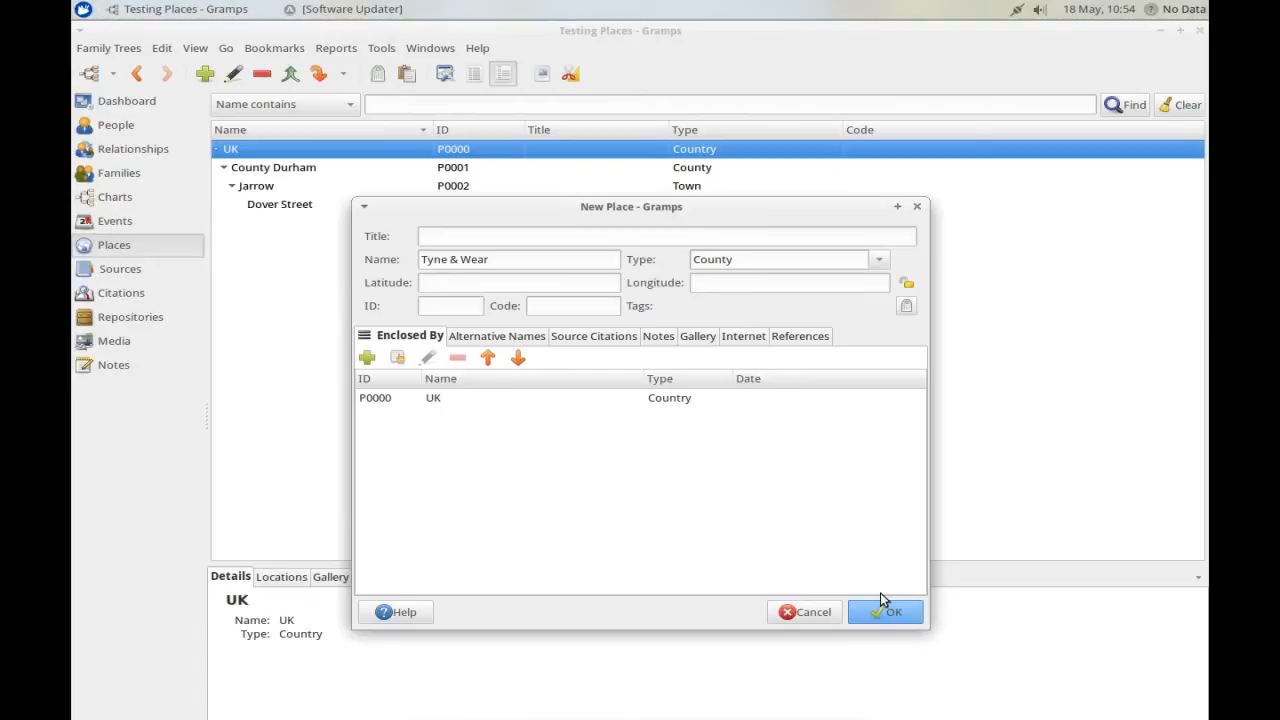 Testing Places - Gramps [Software Updater] 18 May, 10:54 No Data
Testing Places - Gramps
Family Trees Edit View Go Bookmarks Reports Tools Windows Help
Dashboard
People
Relationships
Families
Charts
Events
Places
Sources
Citations
Repositories
Media
Notes
Name contains Find Clear
Name ID Title Type Code
UK P0000 Country
County Durham P0001 County
Jarrow P0002 Town
Dover Street
New Place - Gramps
Title:
Name: Tyne & Wear Type: County
Latitude: Longitude:
ID: Code: Tags:
Enclosed By Alternative Names Source Citations Notes Gallery Internet References
ID Name Type Date
P0000 UK Country
Help Cancel OK
Details Locations Gallery
UK
Name: UK
Type: Country